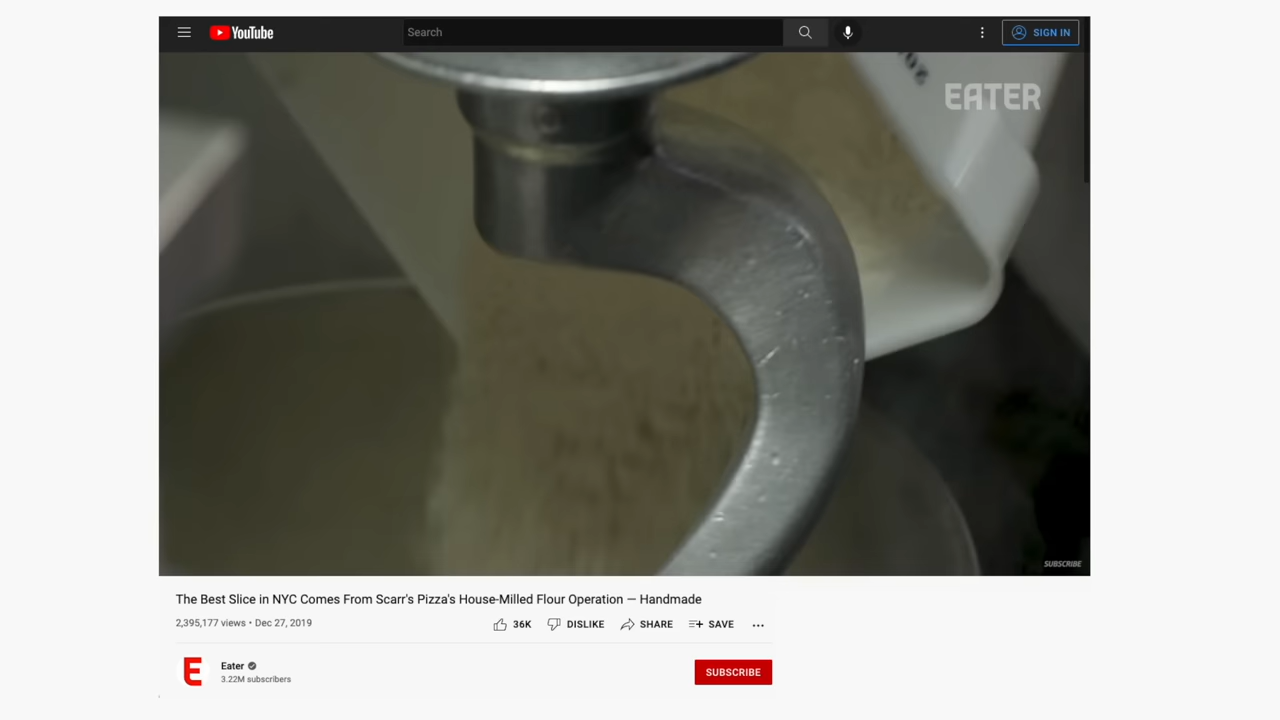 YouTube
Search
SIGN IN
20
EATER
SUBSCRIBE
The Best Slice in NYC Comes From Scarr's Pizza's House-Milled Flour Operation — Handmade
2,395,177 views • Dec 27, 2019
36K DISLIKE SHARE SAVE
Eater
3.22M subscribers
SUBSCRIBE